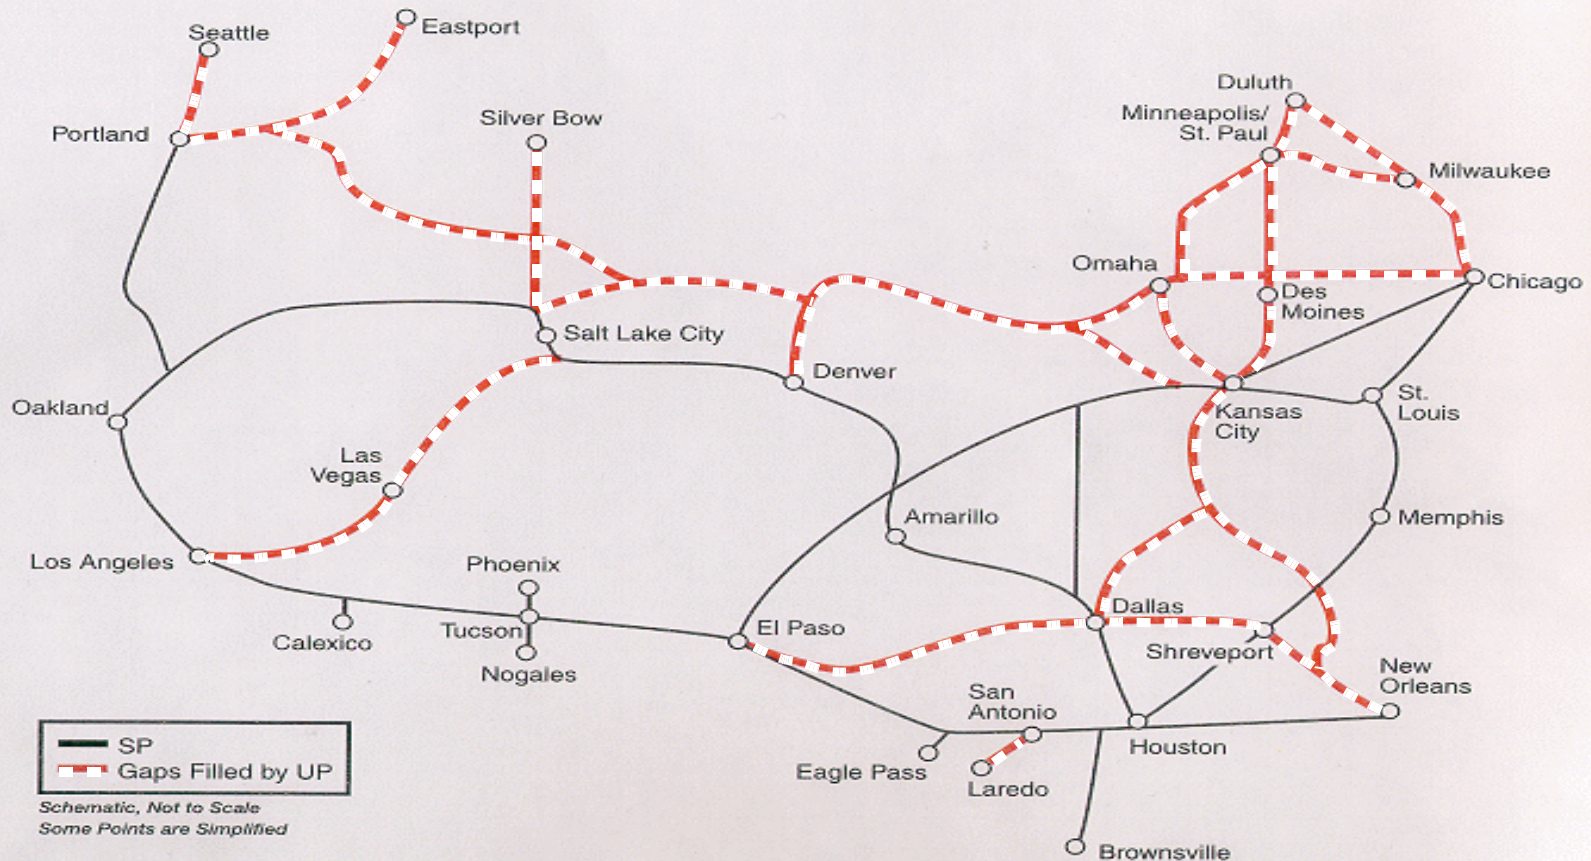 Seattle
Eastport
Portland
Silver Bow
Duluth
Minneapolis/
St. Paul
Milwaukee
Omaha
Chicago
Des
Moines
Salt Lake City
Denver
Oakland
Kansas
City
St.
Louis
Las
Vegas
Amarillo
Memphis
Los Angeles
Phoenix
Calexico
Tucson
Nogales
El Paso
Dallas
Shreveport
New
Orleans
San
Antonio
Houston
Eagle Pass
Laredo
Brownsville
SP
Gaps Filled by UP
Schematic, Not to Scale
Some Points are Simplified